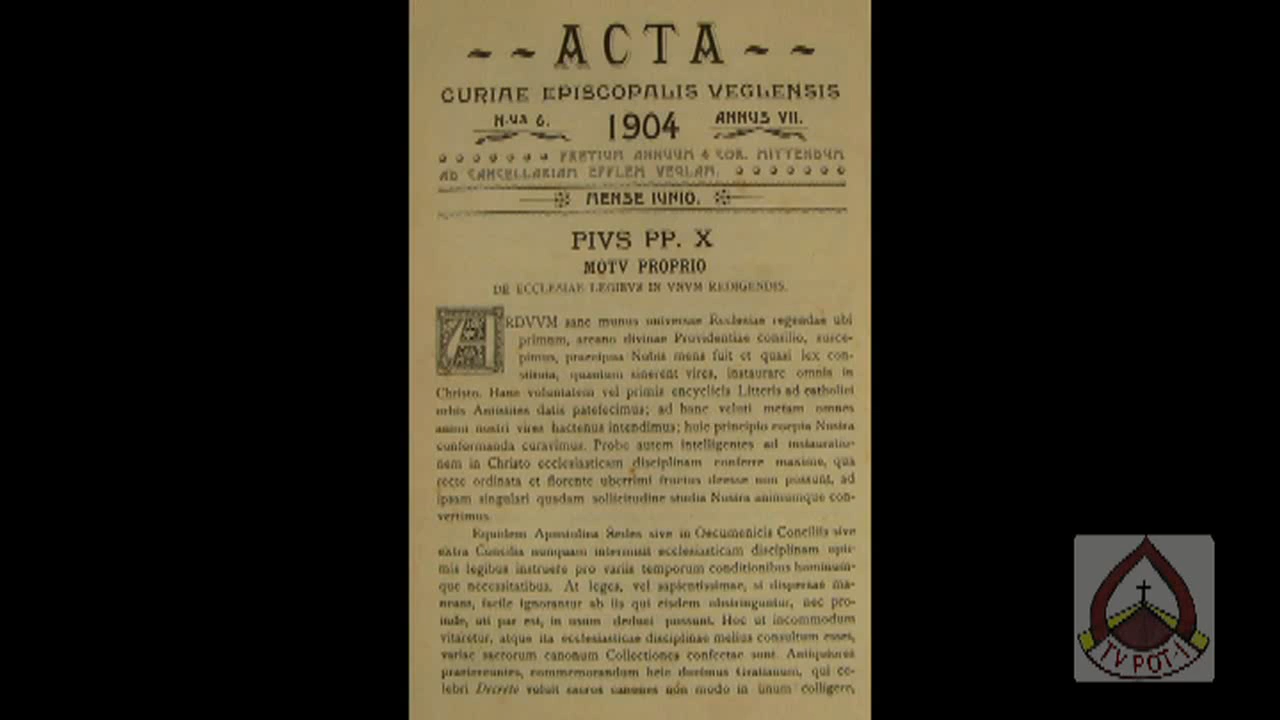 ~~ACTA~~
CURIAE EPISCOPALIS VEGLENSIS
N.us 6. 1904 ANNUS VII.
PRETIUM ANNUUM 6 COR. MITTENDUM
AD CANCELLARIAM EPPLEM VEGLAM.
MENSE IUNIO.
PIVS PP. X
MOTV PROPRIO
DE ECCLESIAE LEGIBVS IN VNVM REDIGENDIS.
ARDVVM sane munus universae Ecclesiae regendae ubi
primum, arcano divinae Providentiae consilio, susce-
pimus, praecipua Nobis mens fuit et quasi lex con-
stituta, quantum sinerent vires, instaurare omnia in
Christo. Hanc voluntatem vel primis encyclicis Litteris ad catholici
orbis Antistites datis patefecimus; ad hanc veluti metam omnes
animi nostri vires hactenus intendimus; huic principio coepta Nostra
conformanda curavimus. Probe autem intelligentes ad instauratio-
nem in Christo ecclesiasticam disciplinam conferre maxime, qua
recte ordinata et florente uberrimi fructus deesse non possunt, ad
ipsam singulari quadam sollicitudine studia Nostra animumque con-
vertimus.
Equidem Apostolica Sedes sive in Oecumenicis Conciliis sive
extra Concilia nunquam intermisit ecclesiasticam disciplinam opti-
mis legibus instruere pro variis temporum conditionibus hominum-
que necessitatibus. At leges, vel sapientissimae, si dispersae ma-
neant, facile ignorantur ab iis qui eisdem obstringuntur, nec pro-
inde, uti par est, in usum deduci possunt. Hoc ut incommodum
vitaretur, atque ita ecclesiasticae disciplinae melius consultum esset,
variae sacrorum canonum Collectiones confectae sunt. Antiquiores
praetereuntes, commemorandum heic ducimus Gratianum, qui ce-
lebri Decreto voluit sacros canones non modo in unum colligere,
TV POT-1